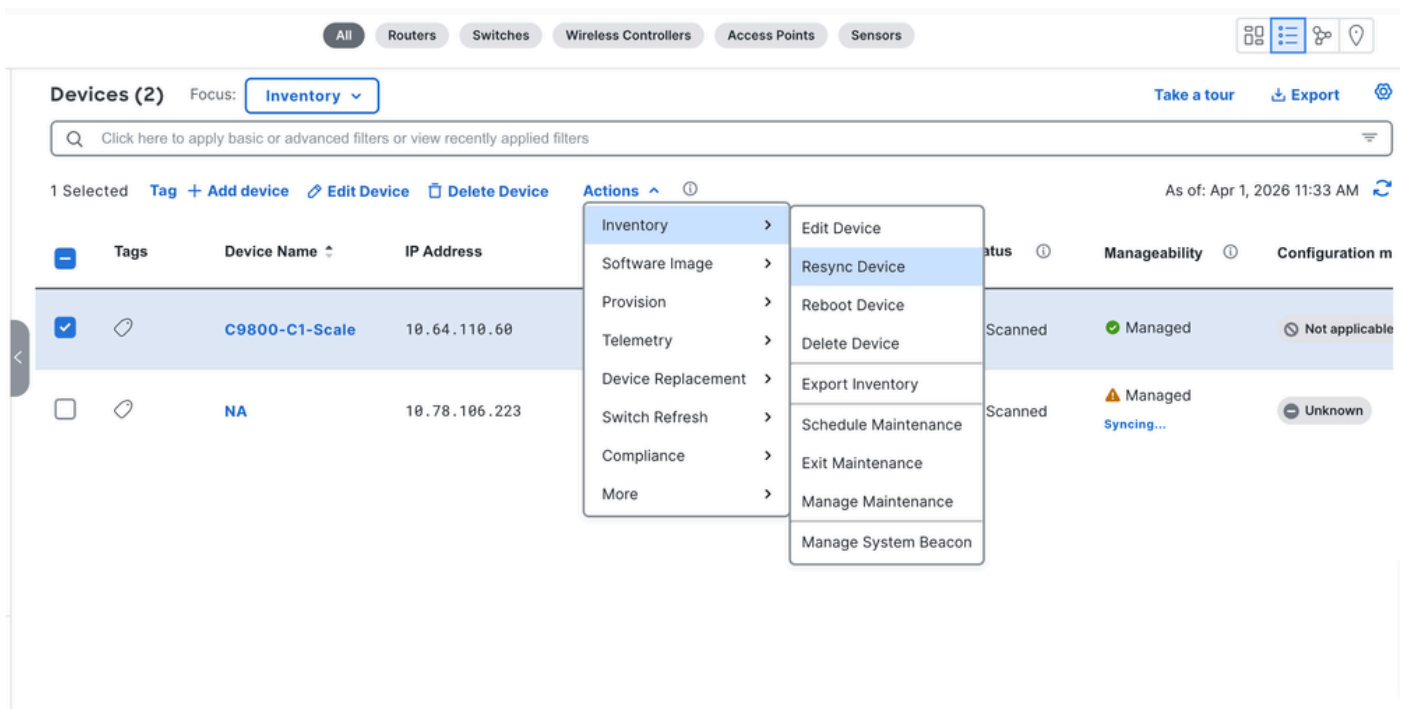 All Routers Switches Wireless Controllers Access Points Sensors
Devices (2) Focus: Inventory Take a tour Export
Click here to apply basic or advanced filters or view recently applied filters
1 Selected Tag + Add device Edit Device Delete Device Actions As of: Apr 1, 2026 11:33 AM
Tags Device Name IP Address atus Manageability Configuration m
C9800-C1-Scale 10.64.110.60 Scanned Managed Not applicable
NA 10.78.106.223 Scanned Managed Unknown
Syncing...
Inventory
Software Image
Provision
Telemetry
Device Replacement
Switch Refresh
Compliance
More
Edit Device
Resync Device
Reboot Device
Delete Device
Export Inventory
Schedule Maintenance
Exit Maintenance
Manage Maintenance
Manage System Beacon